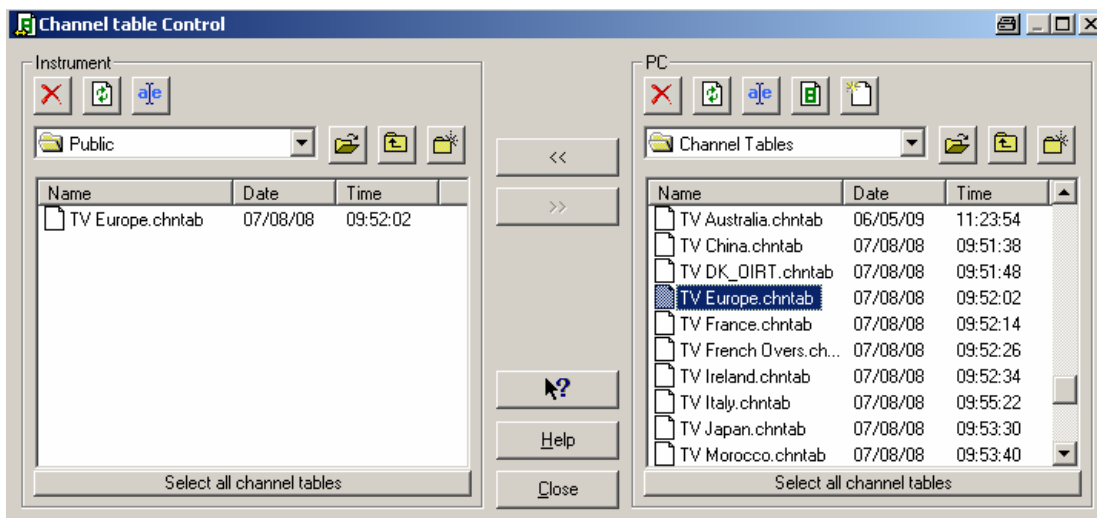 Channel table Control
Instrument
a|e
Public
Name Date Time
TV Europe.chntab 07/08/08 09:52:02
Select all channel tables
<<
>>
?
Help
Close
PC
a|e
Channel Tables
Name Date Time
TV Australia.chntab 06/05/09 11:23:54
TV China.chntab 07/08/08 09:51:38
TV DK_OIRT.chntab 07/08/08 09:51:48
TV Europe.chntab 07/08/08 09:52:02
TV France.chntab 07/08/08 09:52:14
TV French Overs.ch... 07/08/08 09:52:26
TV Ireland.chntab 07/08/08 09:52:34
TV Italy.chntab 07/08/08 09:55:22
TV Japan.chntab 07/08/08 09:53:30
TV Morocco.chntab 07/08/08 09:53:40
Select all channel tables